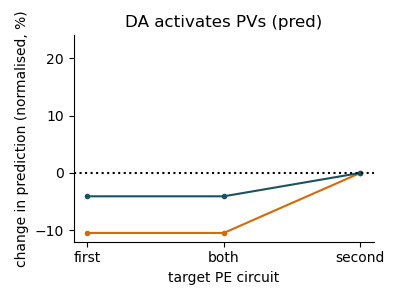 DA activates PVs (pred)
change in prediction (normalised, %)
20
10
0
−10
first both second
target PE circuit